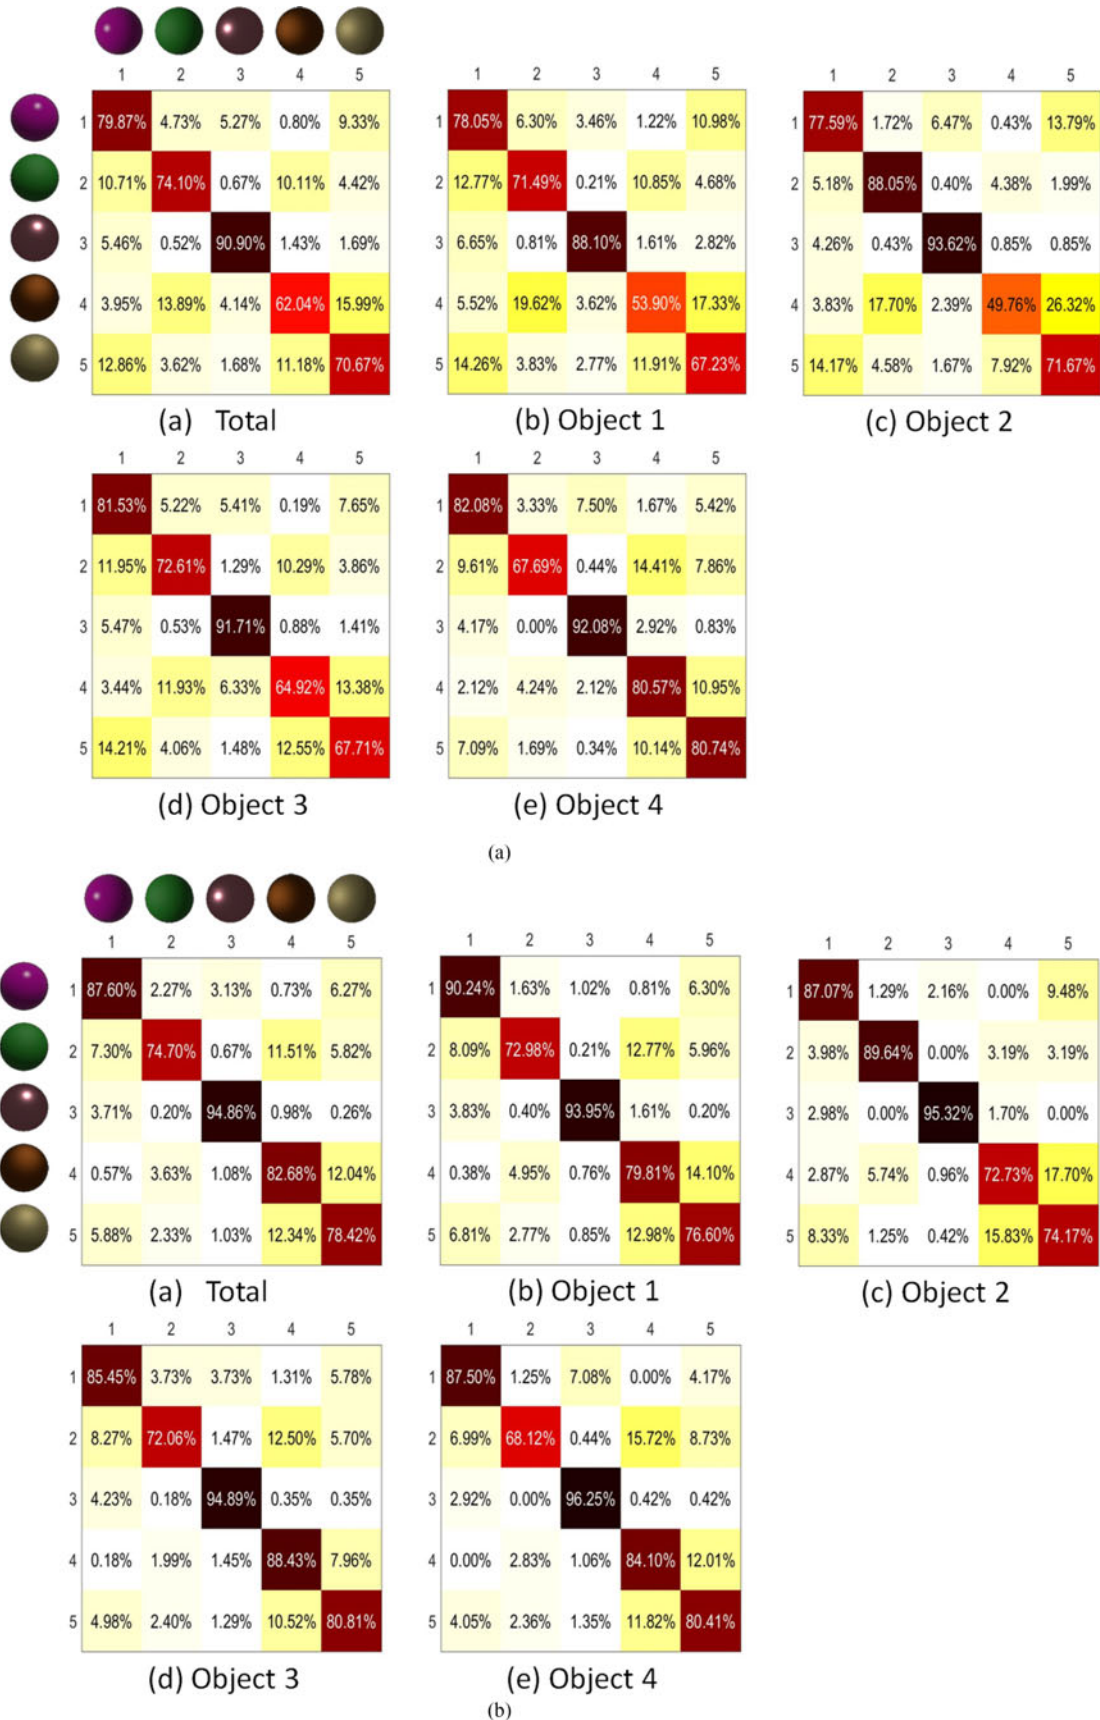 1 2 3 4 5
1 79.87% 4.73% 5.27% 0.80% 9.33%
2 10.71% 74.10% 0.67% 10.11% 4.42%
3 5.46% 0.52% 90.90% 1.43% 1.69%
4 3.95% 13.89% 4.14% 62.04% 15.99%
5 12.86% 3.62% 1.68% 11.18% 70.67%
(a) Total
1 2 3 4 5
1 78.05% 6.30% 3.46% 1.22% 10.98%
2 12.77% 71.49% 0.21% 10.85% 4.68%
3 6.65% 0.81% 88.10% 1.61% 2.82%
4 5.52% 19.62% 3.62% 53.90% 17.33%
5 14.26% 3.83% 2.77% 11.91% 67.23%
(b) Object 1
1 2 3 4 5
1 77.59% 1.72% 6.47% 0.43% 13.79%
2 5.18% 88.05% 0.40% 4.38% 1.99%
3 4.26% 0.43% 93.62% 0.85% 0.85%
4 3.83% 17.70% 2.39% 49.76% 26.32%
5 14.17% 4.58% 1.67% 7.92% 71.67%
(c) Object 2
1 2 3 4 5
1 81.53% 5.22% 5.41% 0.19% 7.65%
2 11.95% 72.61% 1.29% 10.29% 3.86%
3 5.47% 0.53% 91.71% 0.88% 1.41%
4 3.44% 11.93% 6.33% 64.92% 13.38%
5 14.21% 4.06% 1.48% 12.55% 67.71%
(d) Object 3
1 2 3 4 5
1 82.08% 3.33% 7.50% 1.67% 5.42%
2 9.61% 67.69% 0.44% 14.41% 7.86%
3 4.17% 0.00% 92.08% 2.92% 0.83%
4 2.12% 4.24% 2.12% 80.57% 10.95%
5 7.09% 1.69% 0.34% 10.14% 80.74%
(e) Object 4
(a)
1 2 3 4 5
1 87.60% 2.27% 3.13% 0.73% 6.27%
2 7.30% 74.70% 0.67% 11.51% 5.82%
3 3.71% 0.20% 94.86% 0.98% 0.26%
4 0.57% 3.63% 1.08% 82.68% 12.04%
5 5.88% 2.33% 1.03% 12.34% 78.42%
(a) Total
1 2 3 4 5
1 90.24% 1.63% 1.02% 0.81% 6.30%
2 8.09% 72.98% 0.21% 12.77% 5.96%
3 3.83% 0.40% 93.95% 1.61% 0.20%
4 0.38% 4.95% 0.76% 79.81% 14.10%
5 6.81% 2.77% 0.85% 12.98% 76.60%
(b) Object 1
1 2 3 4 5
1 87.07% 1.29% 2.16% 0.00% 9.48%
2 3.98% 89.64% 0.00% 3.19% 3.19%
3 2.98% 0.00% 95.32% 1.70% 0.00%
4 2.87% 5.74% 0.96% 72.73% 17.70%
5 8.33% 1.25% 0.42% 15.83% 74.17%
(c) Object 2
1 2 3 4 5
1 85.45% 3.73% 3.73% 1.31% 5.78%
2 8.27% 72.06% 1.47% 12.50% 5.70%
3 4.23% 0.18% 94.89% 0.35% 0.35%
4 0.18% 1.99% 1.45% 88.43% 7.96%
5 4.98% 2.40% 1.29% 10.52% 80.81%
(d) Object 3
1 2 3 4 5
1 87.50% 1.25% 7.08% 0.00% 4.17%
2 6.99% 68.12% 0.44% 15.72% 8.73%
3 2.92% 0.00% 96.25% 0.42% 0.42%
4 0.00% 2.83% 1.06% 84.10% 12.01%
5 4.05% 2.36% 1.35% 11.82% 80.41%
(e) Object 4
(b)